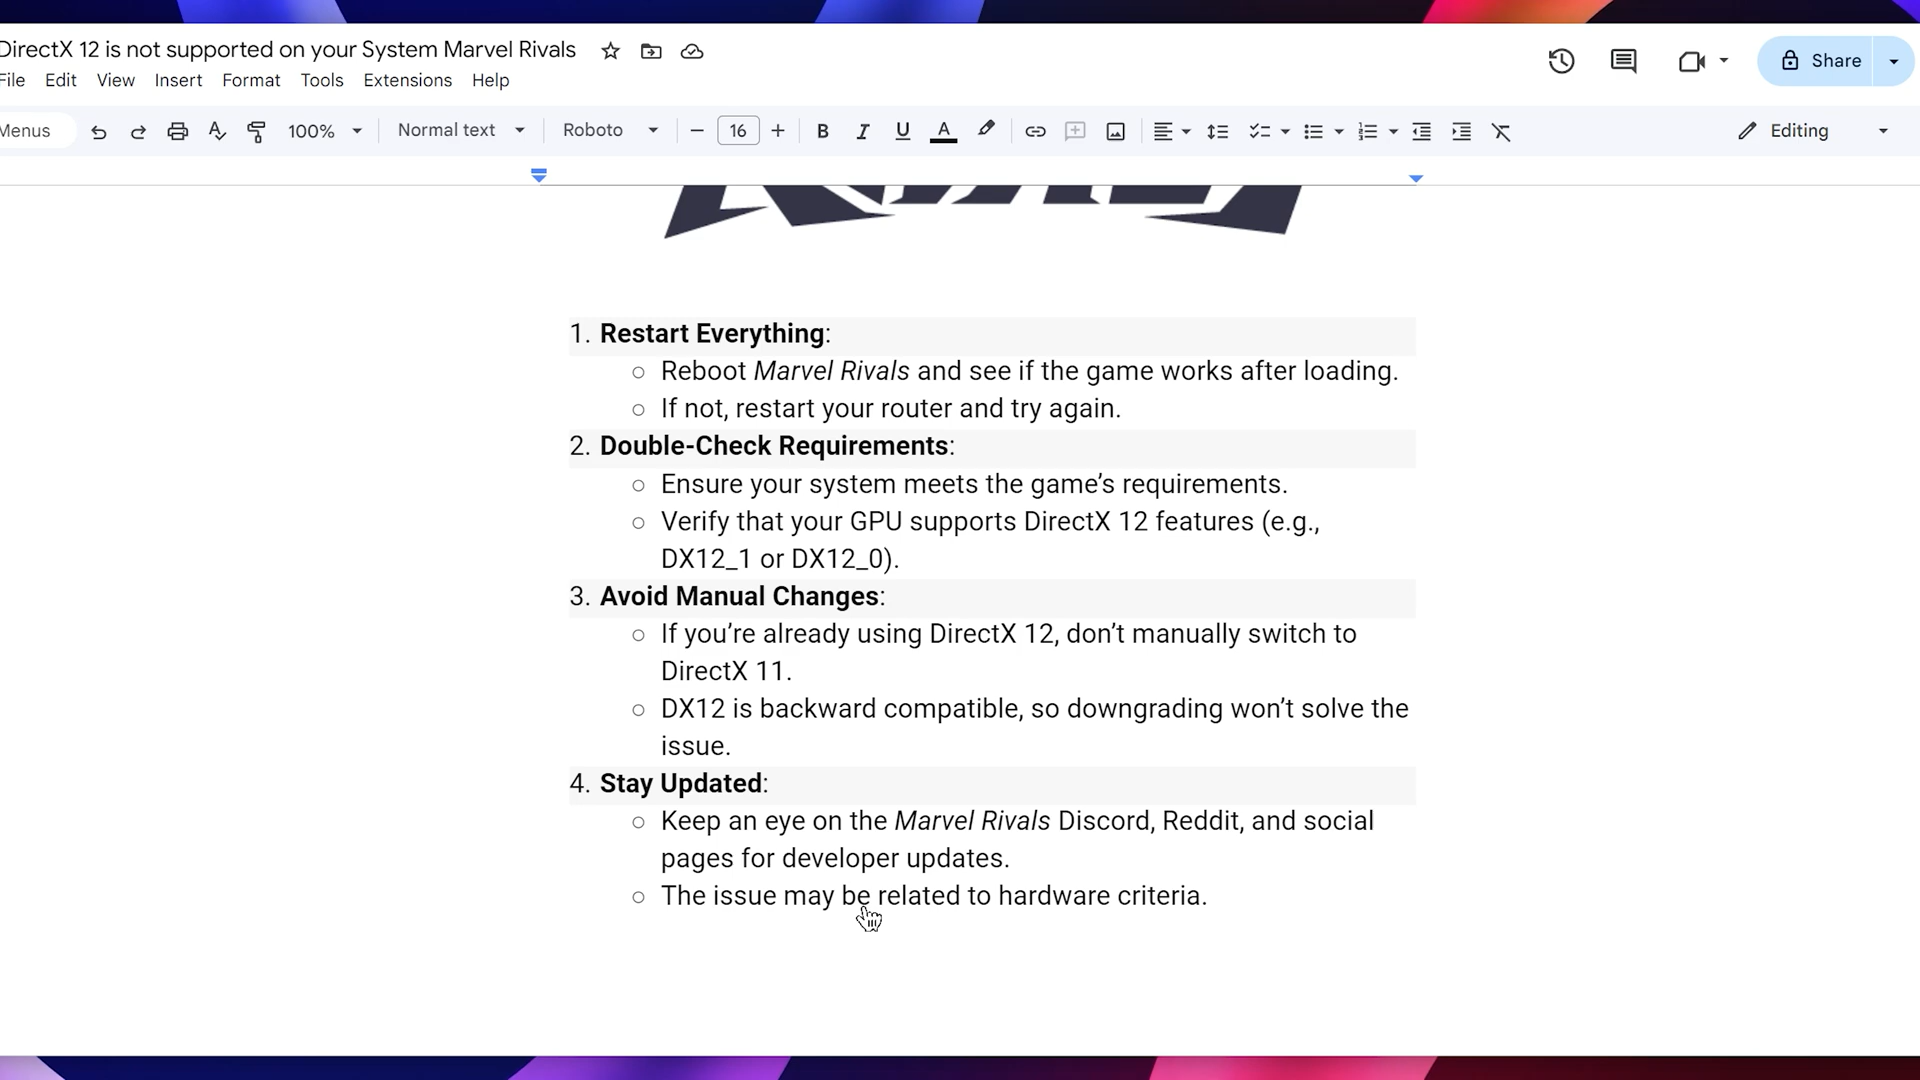 DirectX 12 is not supported on your System Marvel Rivals
File Edit View Insert Format Tools Extensions Help
Share
Menus 100% Normal text Roboto 16 Editing
1. Restart Everything:
Reboot Marvel Rivals and see if the game works after loading.
If not, restart your router and try again.
2. Double-Check Requirements:
Ensure your system meets the game’s requirements.
Verify that your GPU supports DirectX 12 features (e.g.,
DX12_1 or DX12_0).
3. Avoid Manual Changes:
If you’re already using DirectX 12, don’t manually switch to
DirectX 11.
DX12 is backward compatible, so downgrading won’t solve the
issue.
4. Stay Updated:
Keep an eye on the Marvel Rivals Discord, Reddit, and social
pages for developer updates.
The issue may be related to hardware criteria.